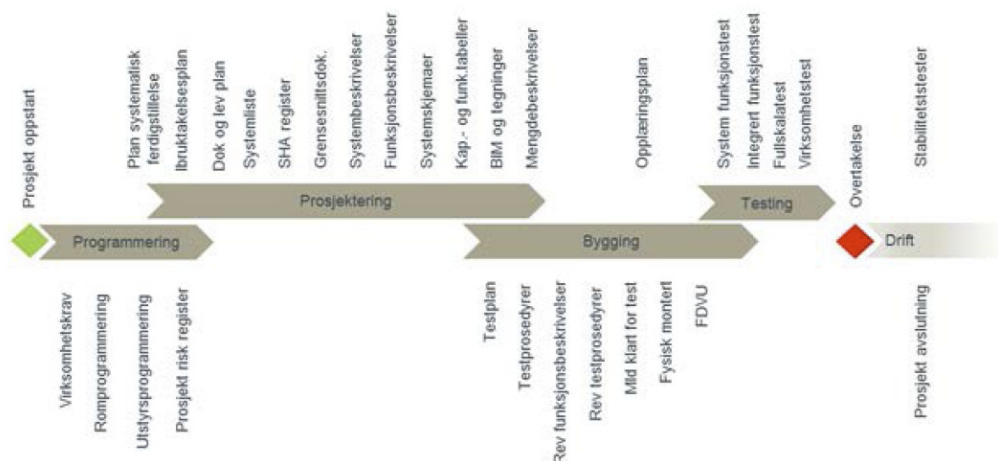 Prosjekt oppstart
Plan systematisk
ferdigstillelse
Ibruktakelsesplan
Dok og lev plan
Systemliste
SHA register
Grensesnittsdok.
Systembeskrivelser
Funksjonsbeskrivelser
Systemskjemaer
Kap.- og funk.tabeller
BIM og tegninger
Mengdebeskrivelser
Opplæringsplan
System funksjonstest
Integrert funksjonstest
Fullskalatest
Virksomhetstest
Overtakelse
Stabilitetststester
Prosjektering
Testing
Programmering
Bygging
Drift
Virksomhetskrav
Romprogrammering
Utstyrsprogrammering
Prosjekt risk register
Testplan
Testprosedyrer
Rev funksjonsbeskrivelser
Rev testprosedyrer
Mld klart for test
Fysisk montert
FDVU
Prosjekt avslutning